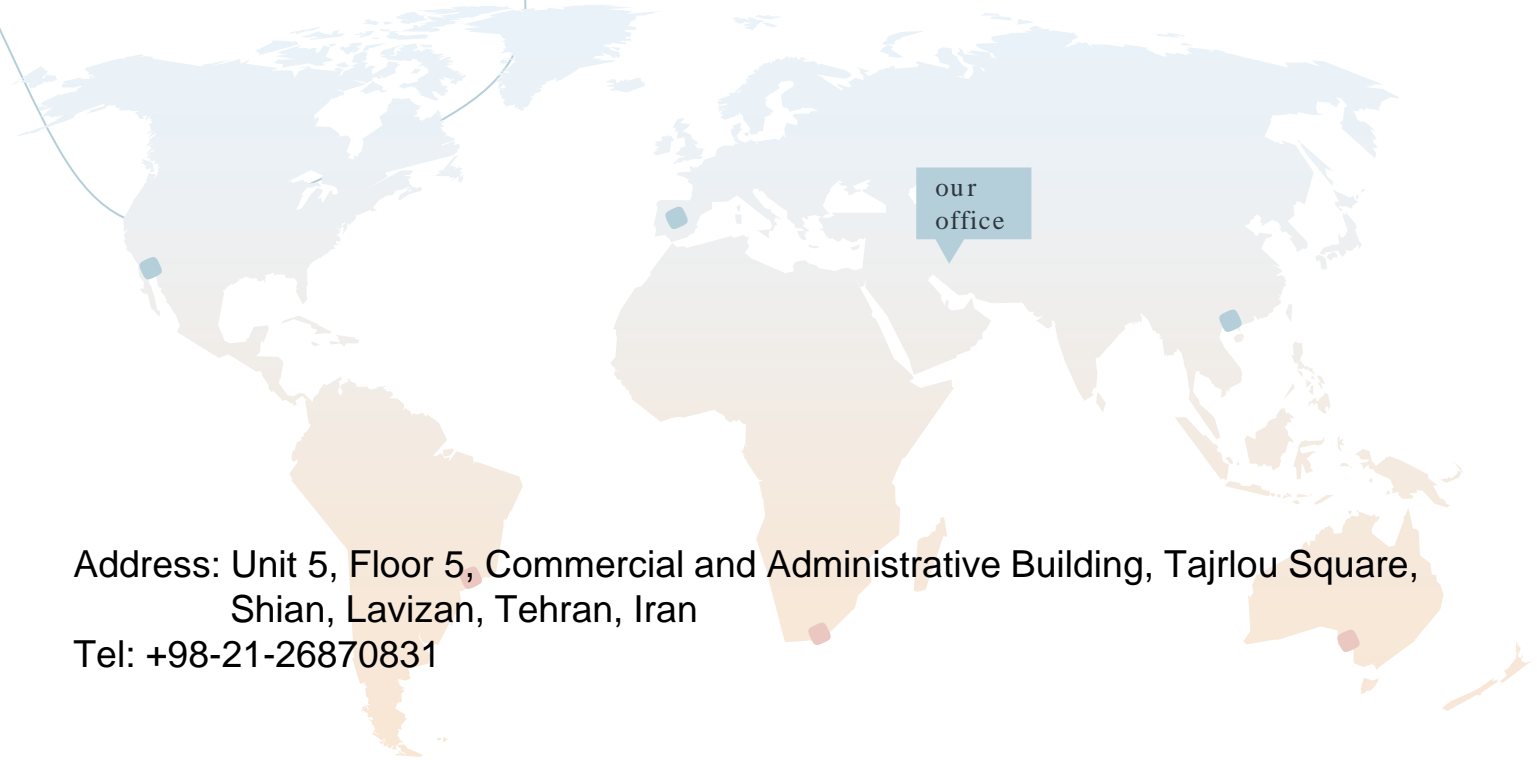 our
office
Address: Unit 5, Floor 5, Commercial and Administrative Building, Tajrlou Square,
Shian, Lavizan, Tehran, Iran
Tel: +98-21-26870831